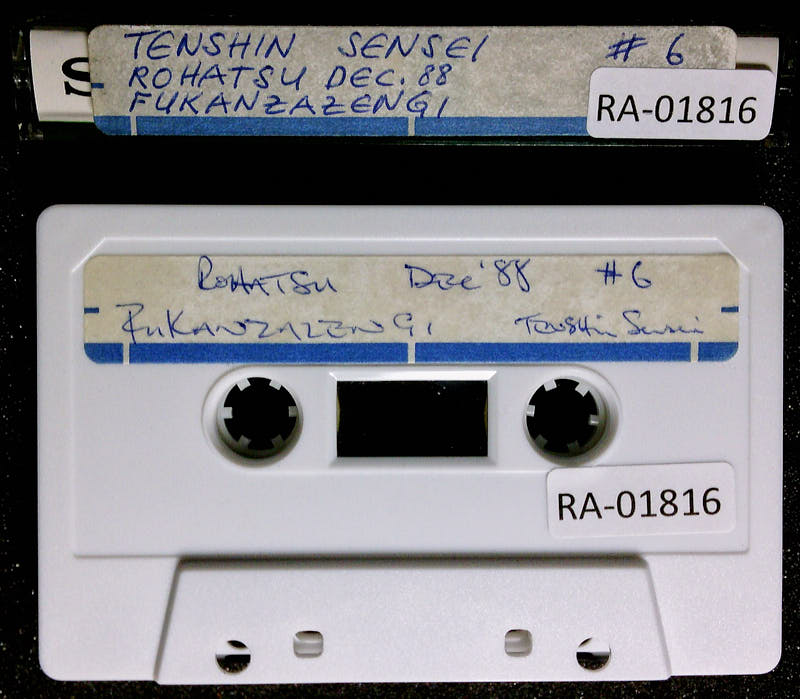 TENSHIN SENSEI # 6
ROHATSU DEC. 88
FUKANZAZENGI
RA-01816
S
ROHATSU DEC '88 #6
FUKANZAZENGI TENSHIN SENSEI
RA-01816